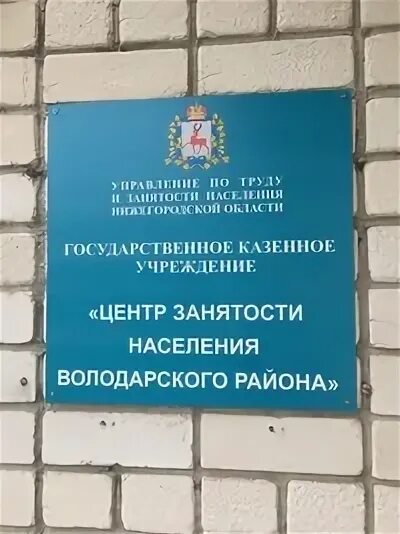 УПРАВЛЕНИЕ ПО ТРУДУ
И ЗАНЯТОСТИ НАСЕЛЕНИЯ
НИЖЕГОРОДСКОЙ ОБЛАСТИ
ГОСУДАРСТВЕННОЕ КАЗЕННОЕ
УЧРЕЖДЕНИЕ
«ЦЕНТР ЗАНЯТОСТИ
НАСЕЛЕНИЯ
ВОЛОДАРСКОГО РАЙОНА»